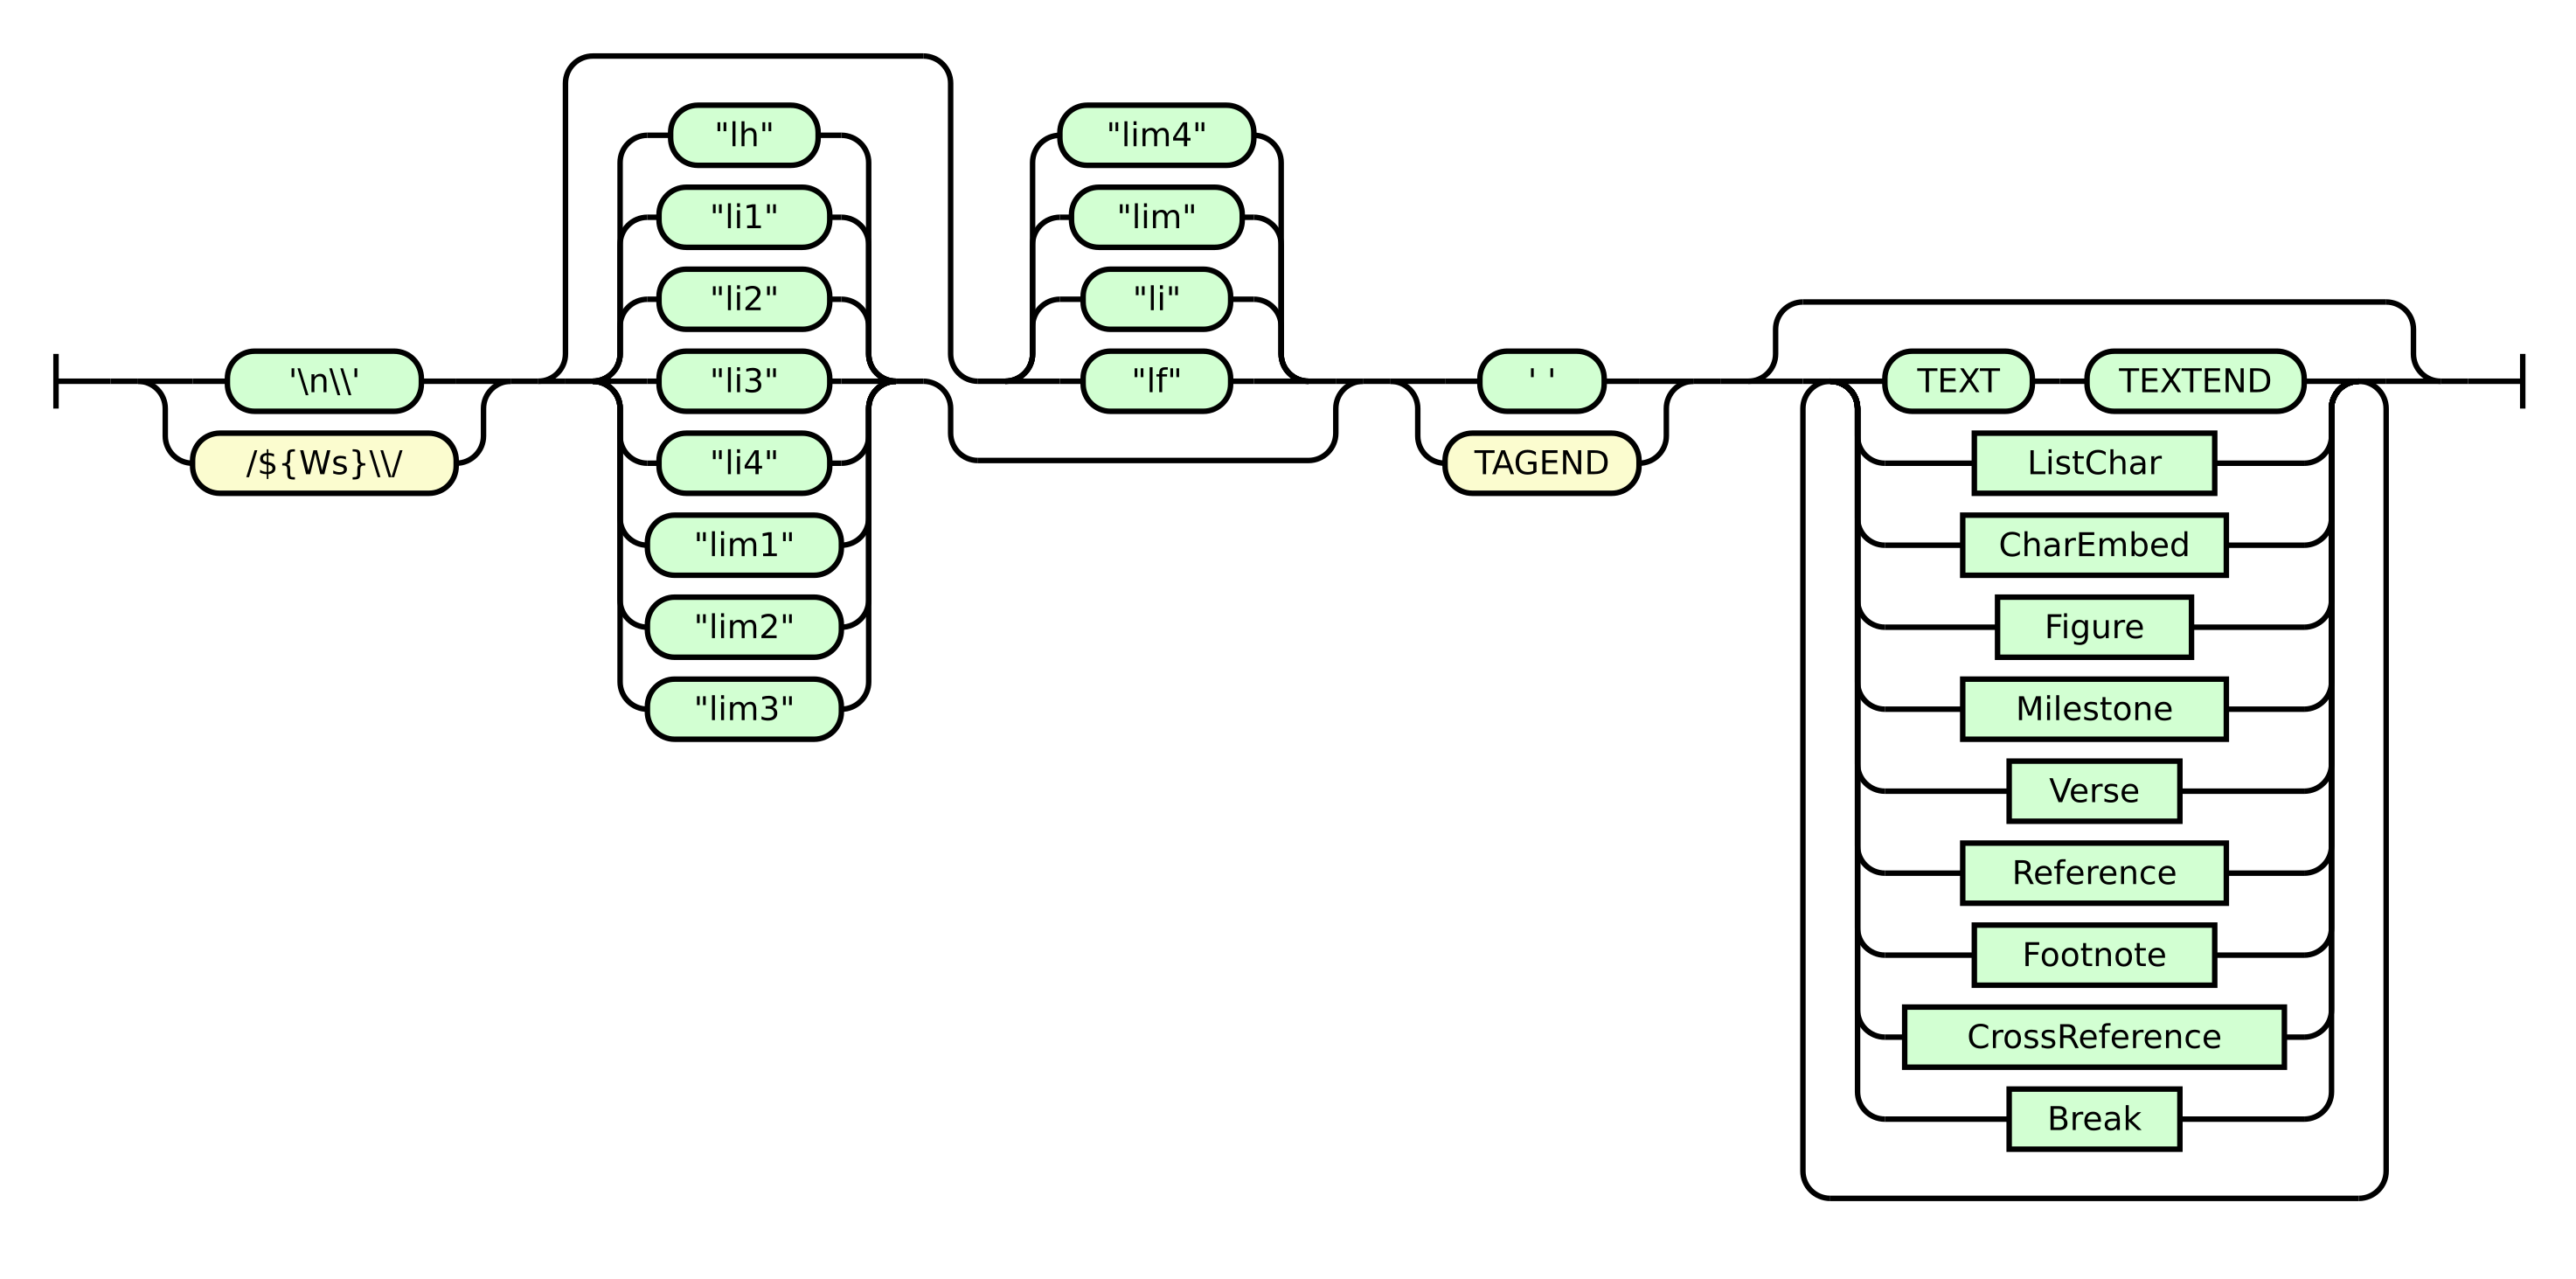 '\n\\'
/${Ws}\\/
"lh"
"li1"
"li2"
"li3"
"li4"
"lim1"
"lim2"
"lim3"
"lim4"
"lim"
"li"
"lf"
' '
TAGEND
TEXT TEXTEND
ListChar
CharEmbed
Figure
Milestone
Verse
Reference
Footnote
CrossReference
Break